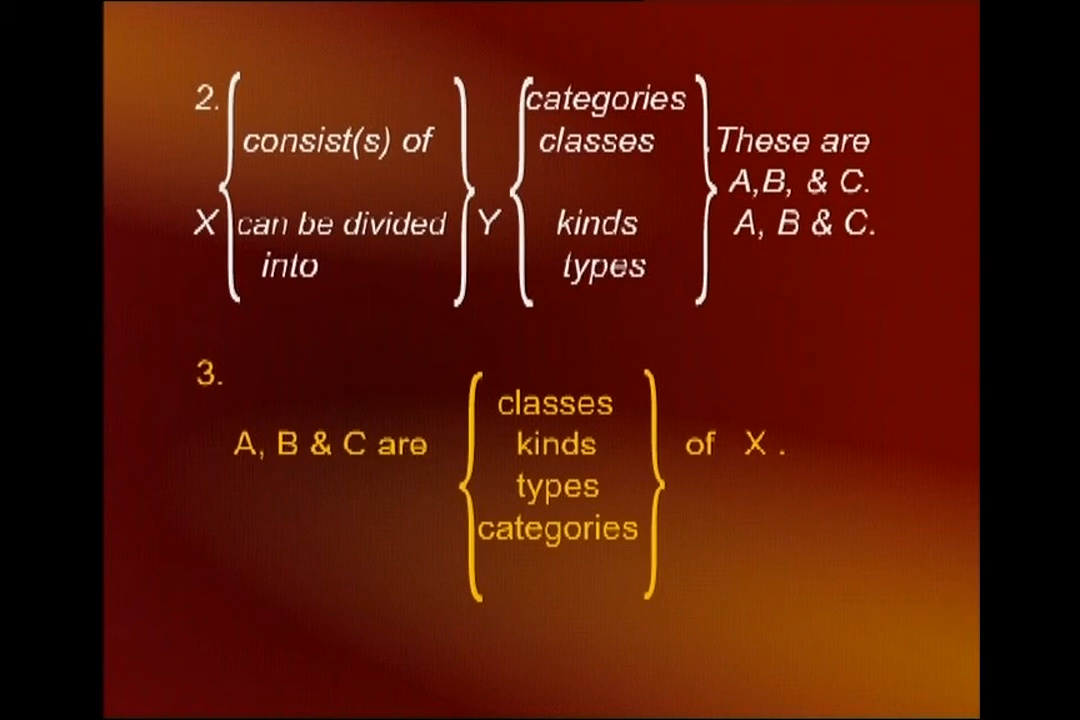 2.
X { consist(s) of
can be divided
into } Y { categories
classes
kinds
types } .These are
A,B, & C.
A, B & C.
3.
A, B & C are { classes
kinds
types
categories } of X .